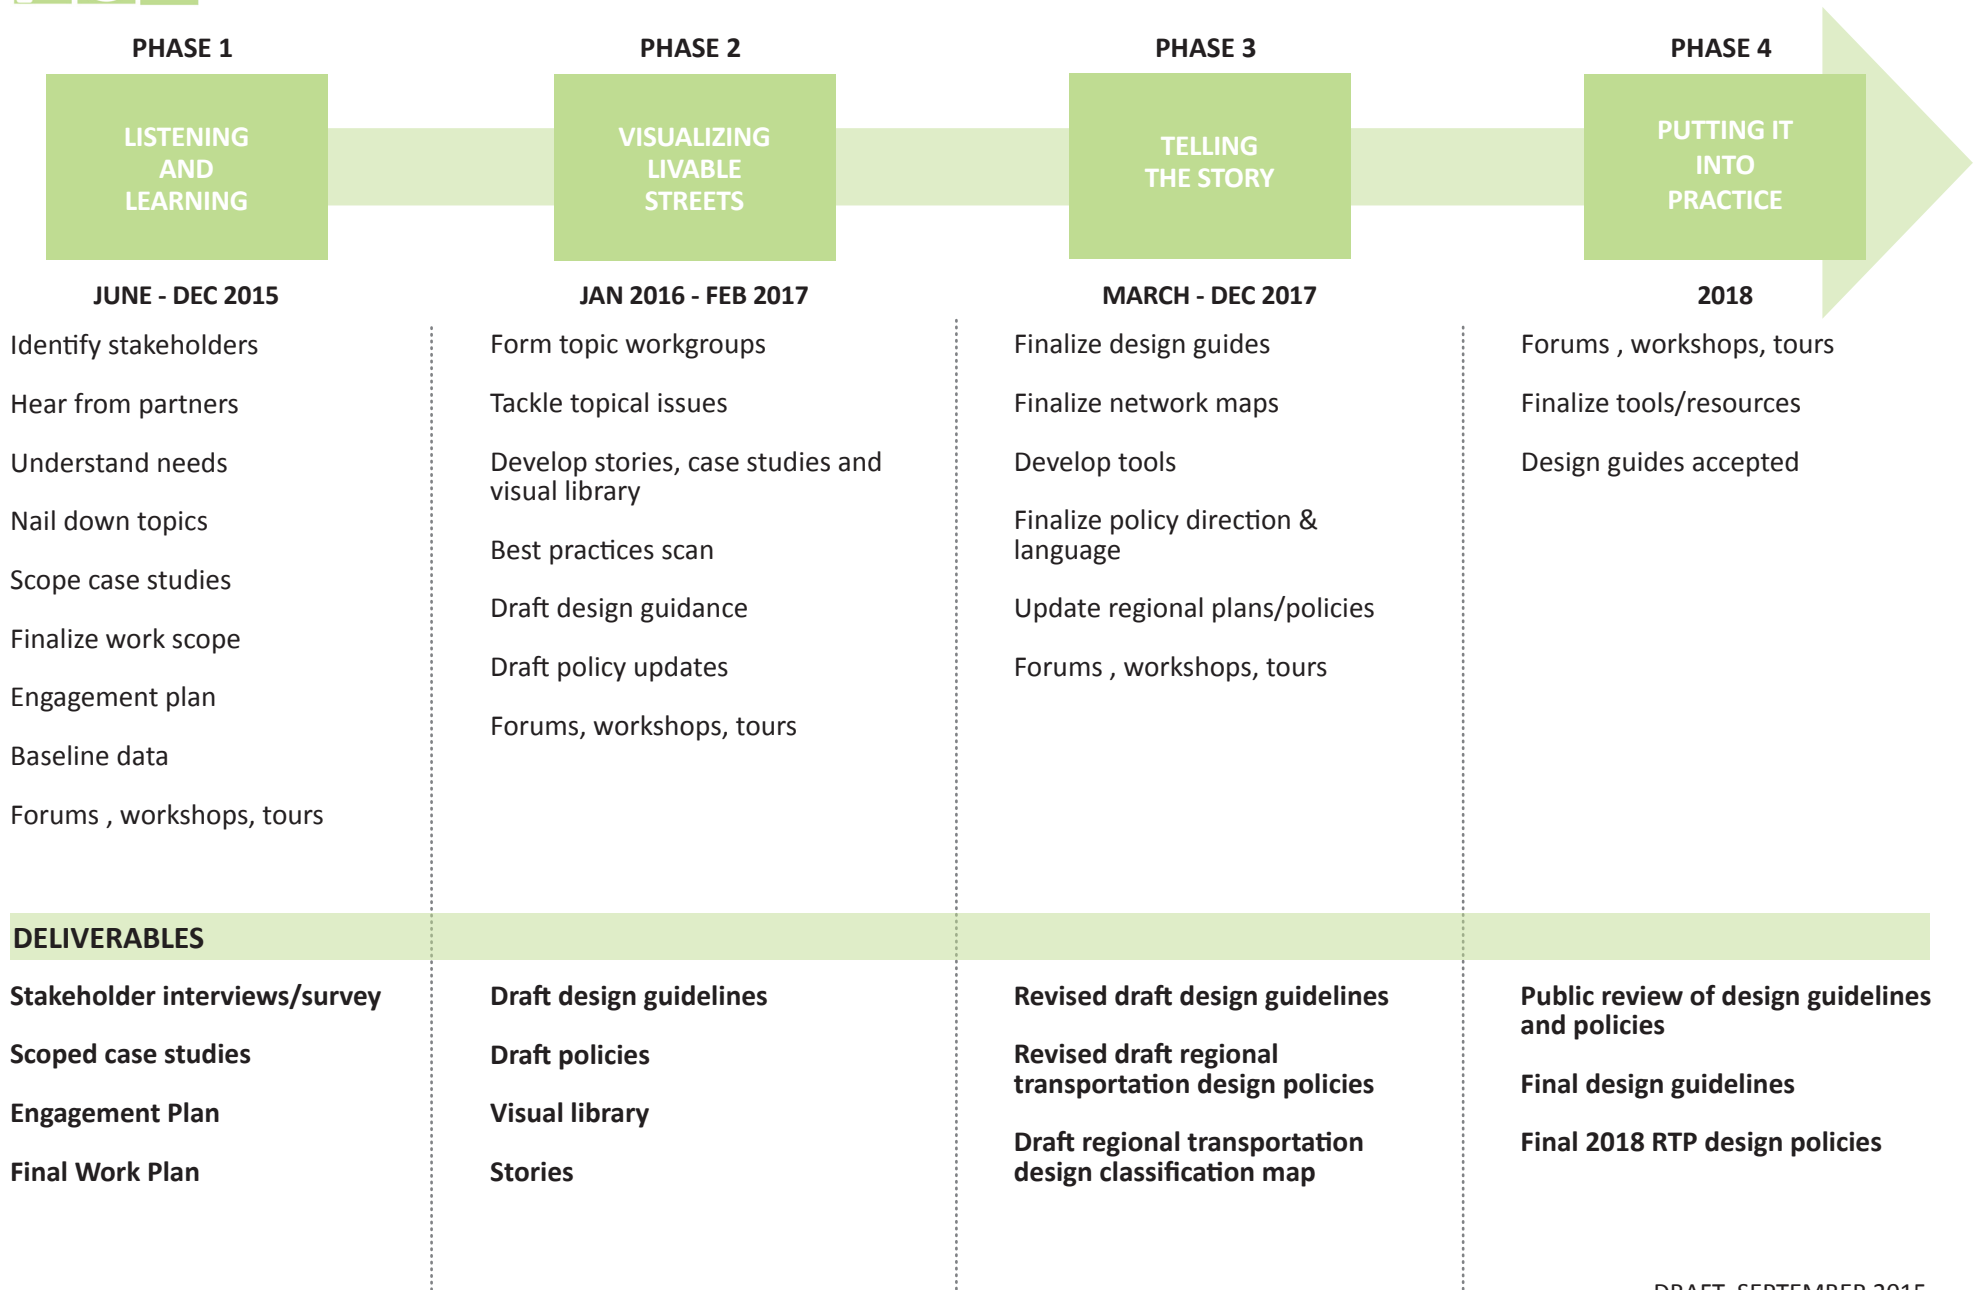 PHASE 1
LISTENING
AND
LEARNING
JUNE - DEC 2015
Identify stakeholders
Hear from partners
Understand needs
Nail down topics
Scope case studies
Finalize work scope
Engagement plan
Baseline data
Forums , workshops, tours
PHASE 2
VISUALIZING
LIVABLE
STREETS
JAN 2016 - FEB 2017
Form topic workgroups
Tackle topical issues
Develop stories, case studies and
visual library
Best practices scan
Draft design guidance
Draft policy updates
Forums, workshops, tours
PHASE 3
TELLING
THE STORY
MARCH - DEC 2017
Finalize design guides
Finalize network maps
Develop tools
Finalize policy direction &
language
Update regional plans/policies
Forums , workshops, tours
PHASE 4
PUTTING IT
INTO
PRACTICE
2018
Forums , workshops, tours
Finalize tools/resources
Design guides accepted
DELIVERABLES
Stakeholder interviews/survey
Scoped case studies
Engagement Plan
Final Work Plan
Draft design guidelines
Draft policies
Visual library
Stories
Revised draft design guidelines
Revised draft regional
transportation design policies
Draft regional transportation
design classification map
Public review of design guidelines
and policies
Final design guidelines
Final 2018 RTP design policies
DRAFT SEPTEMBER 2015